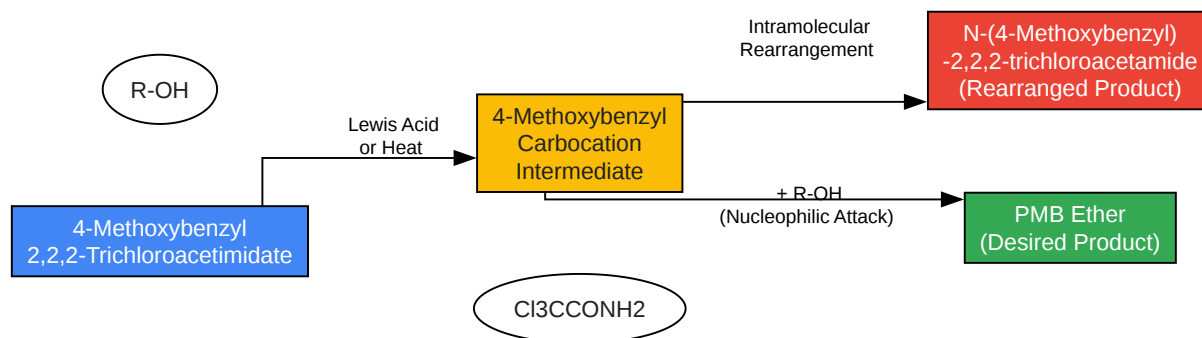 R-OH
4-Methoxybenzyl
2,2,2-Trichloroacetimidate
Lewis Acid
or Heat
4-Methoxybenzyl
Carbocation
Intermediate
Intramolecular
Rearrangement
N-(4-Methoxybenzyl)
-2,2,2-trichloroacetamide
(Rearranged Product)
+ R-OH
(Nucleophilic Attack)
PMB Ether
(Desired Product)
Cl3CCONH2